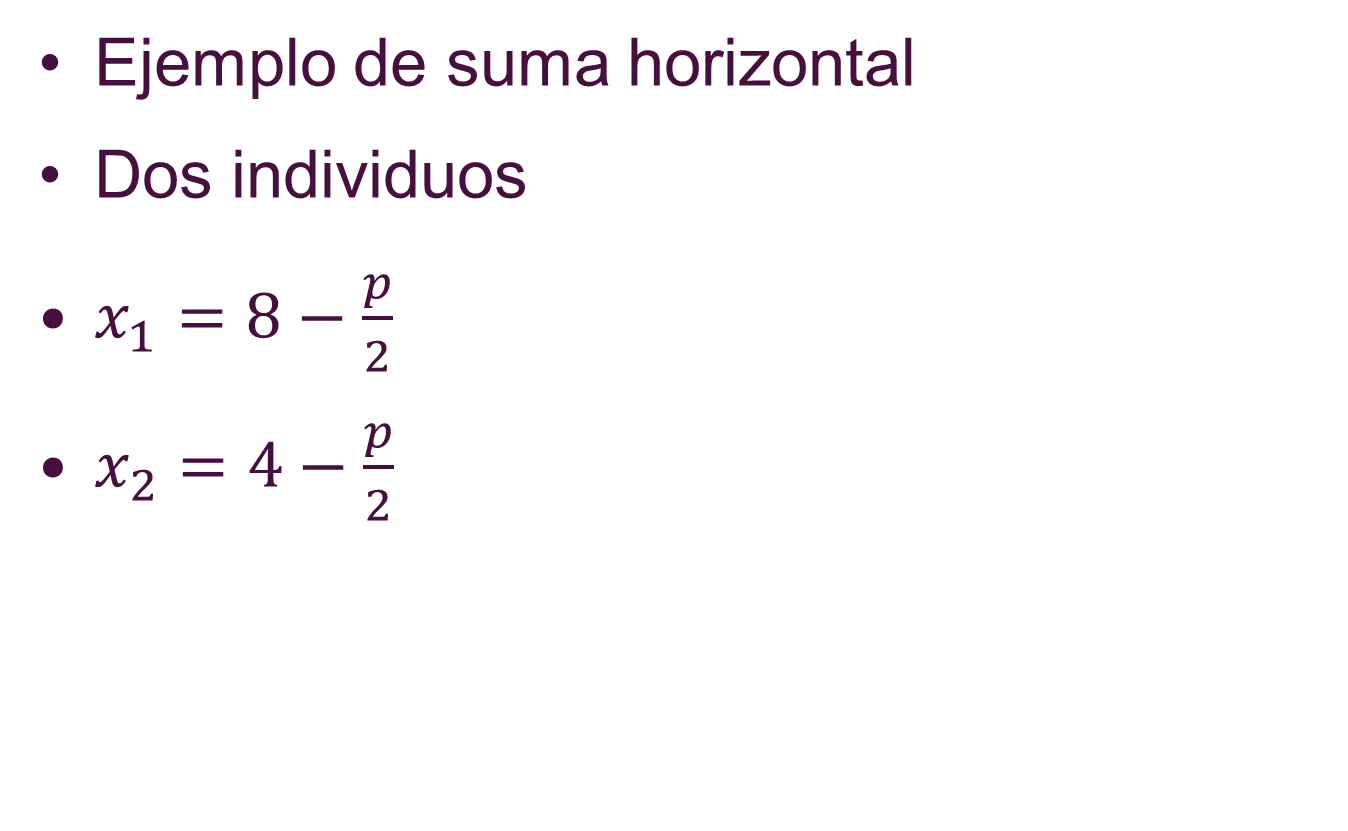 • Ejemplo de suma horizontal
• Dos individuos
• x₁ = 8 − p/2
• x₂ = 4 − p/2